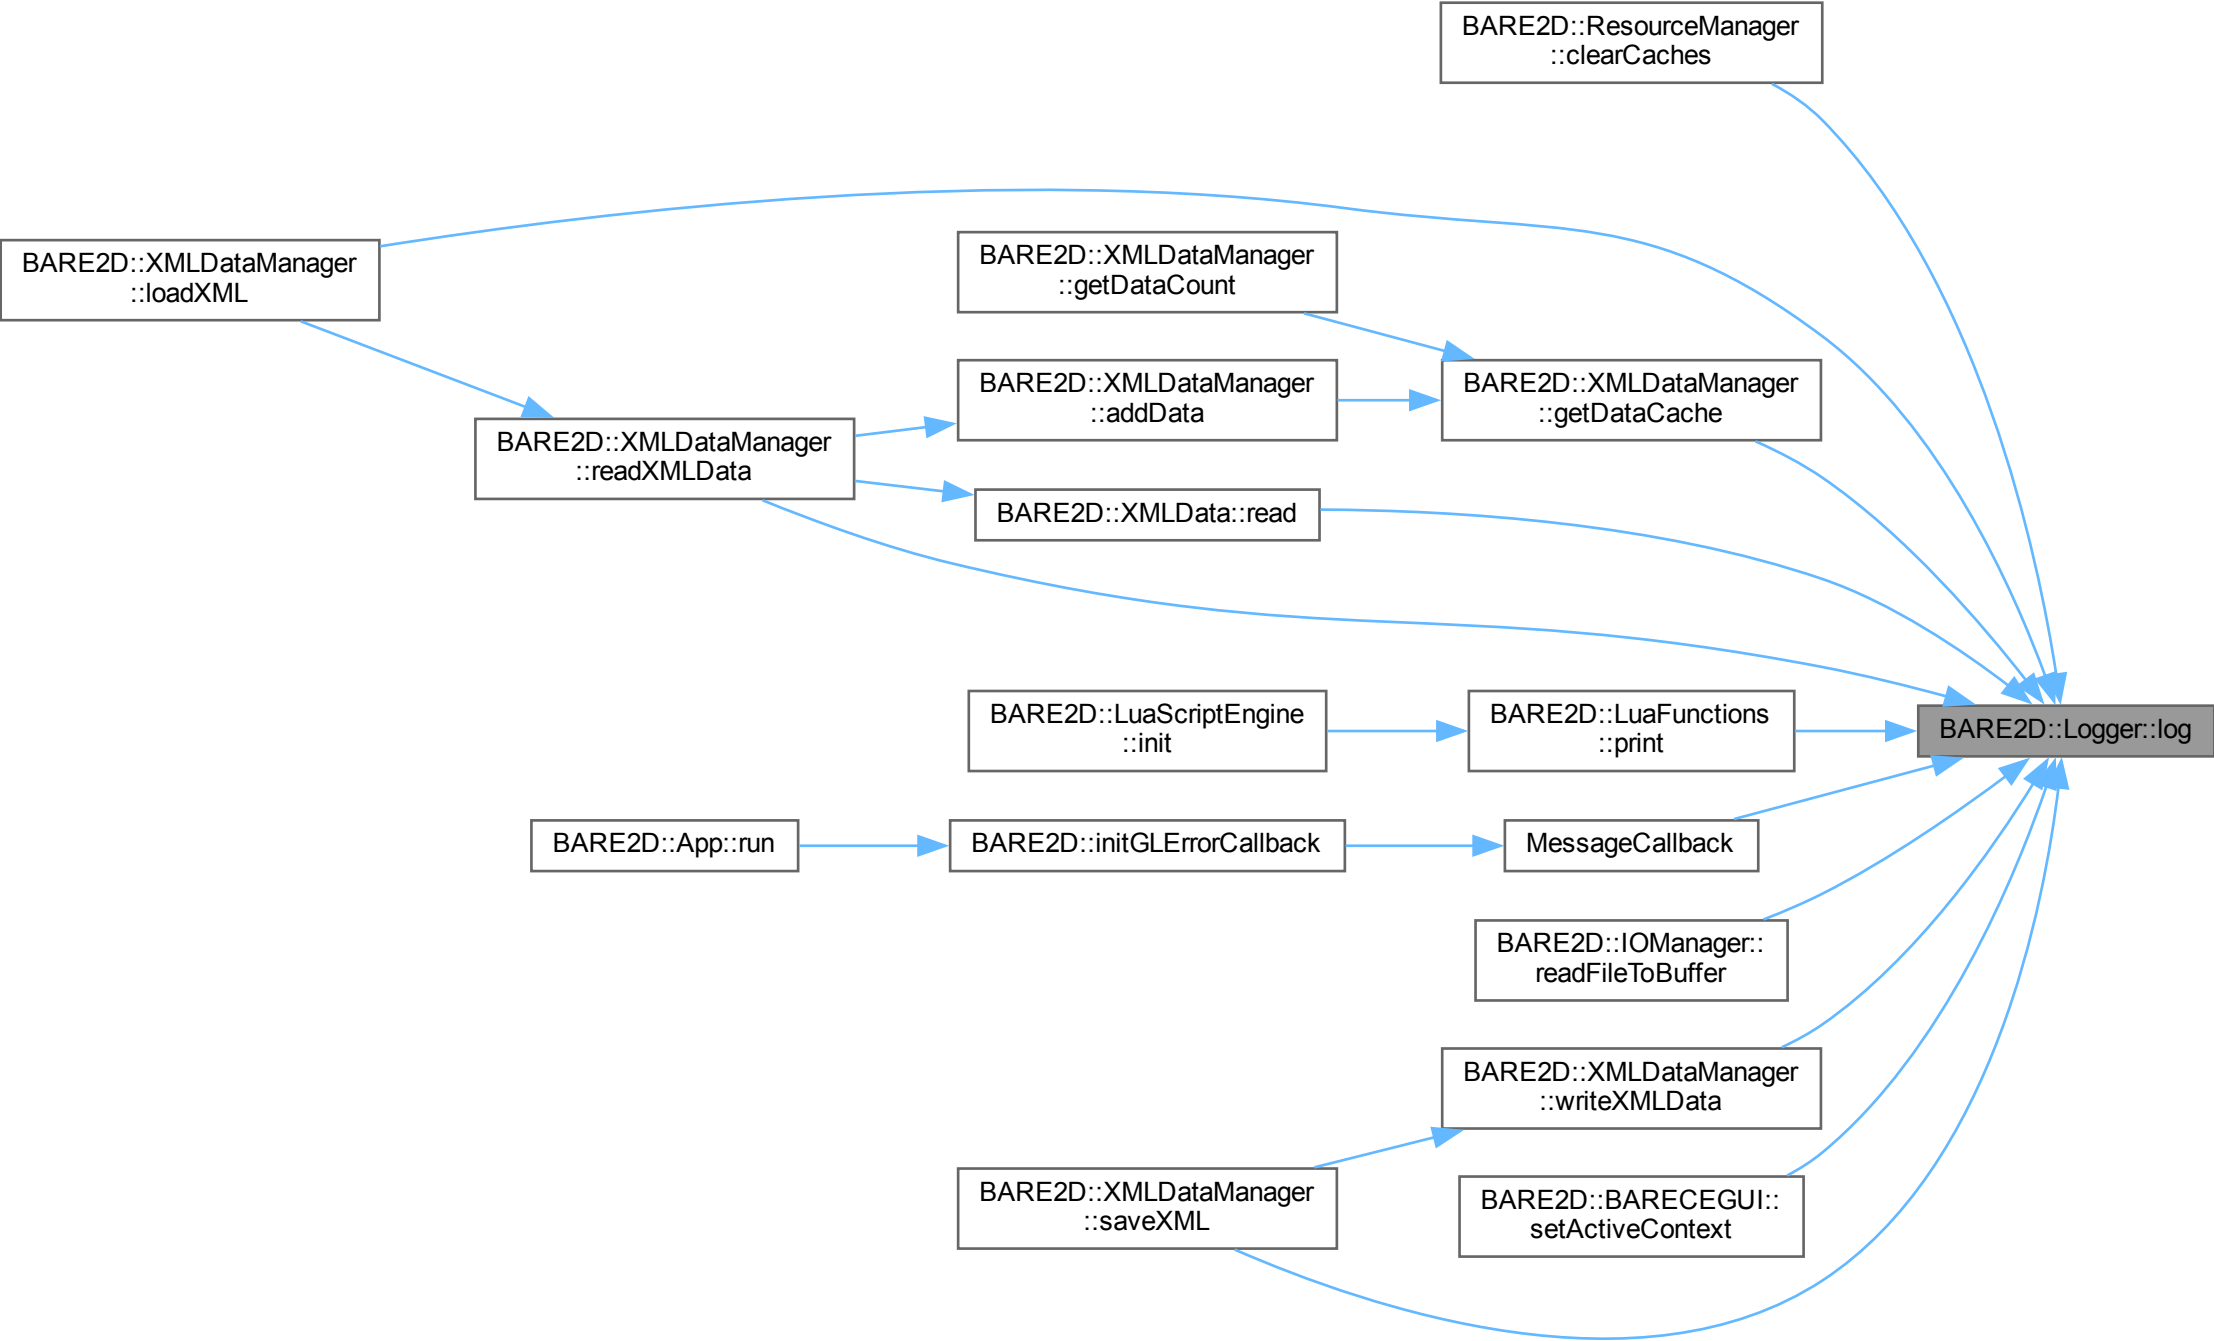 BARE2D::ResourceManager
::clearCaches
BARE2D::XMLDataManager
::loadXML
BARE2D::XMLDataManager
::getDataCount
BARE2D::XMLDataManager
::addData
BARE2D::XMLDataManager
::getDataCache
BARE2D::XMLDataManager
::readXMLData
BARE2D::XMLData::read
BARE2D::LuaScriptEngine
::init
BARE2D::LuaFunctions
::print
BARE2D::Logger::log
BARE2D::App::run
BARE2D::initGLErrorCallback
MessageCallback
BARE2D::IOManager::
readFileToBuffer
BARE2D::XMLDataManager
::writeXMLData
BARE2D::XMLDataManager
::saveXML
BARE2D::BARECEGUI::
setActiveContext